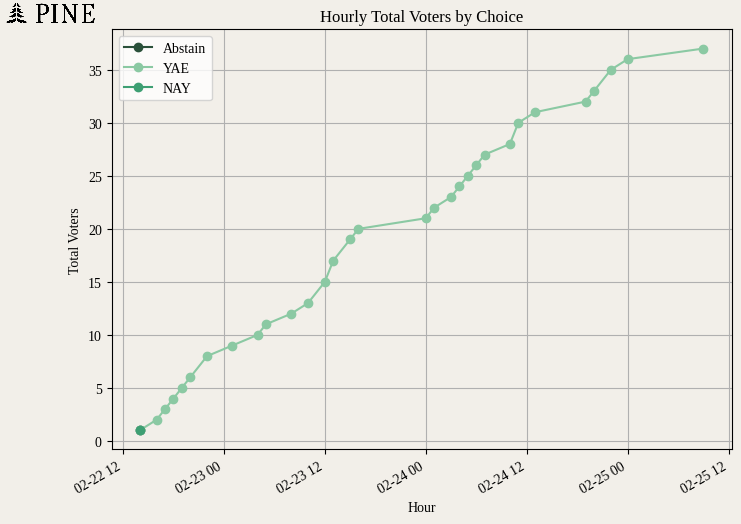 PINE
Hourly Total Voters by Choice
Abstain
YAE
NAY
35
30
25
20
15
10
5
0
Total Voters
02-22 12
02-23 00
02-23 12
02-24 00
02-24 12
02-25 00
02-25 12
Hour